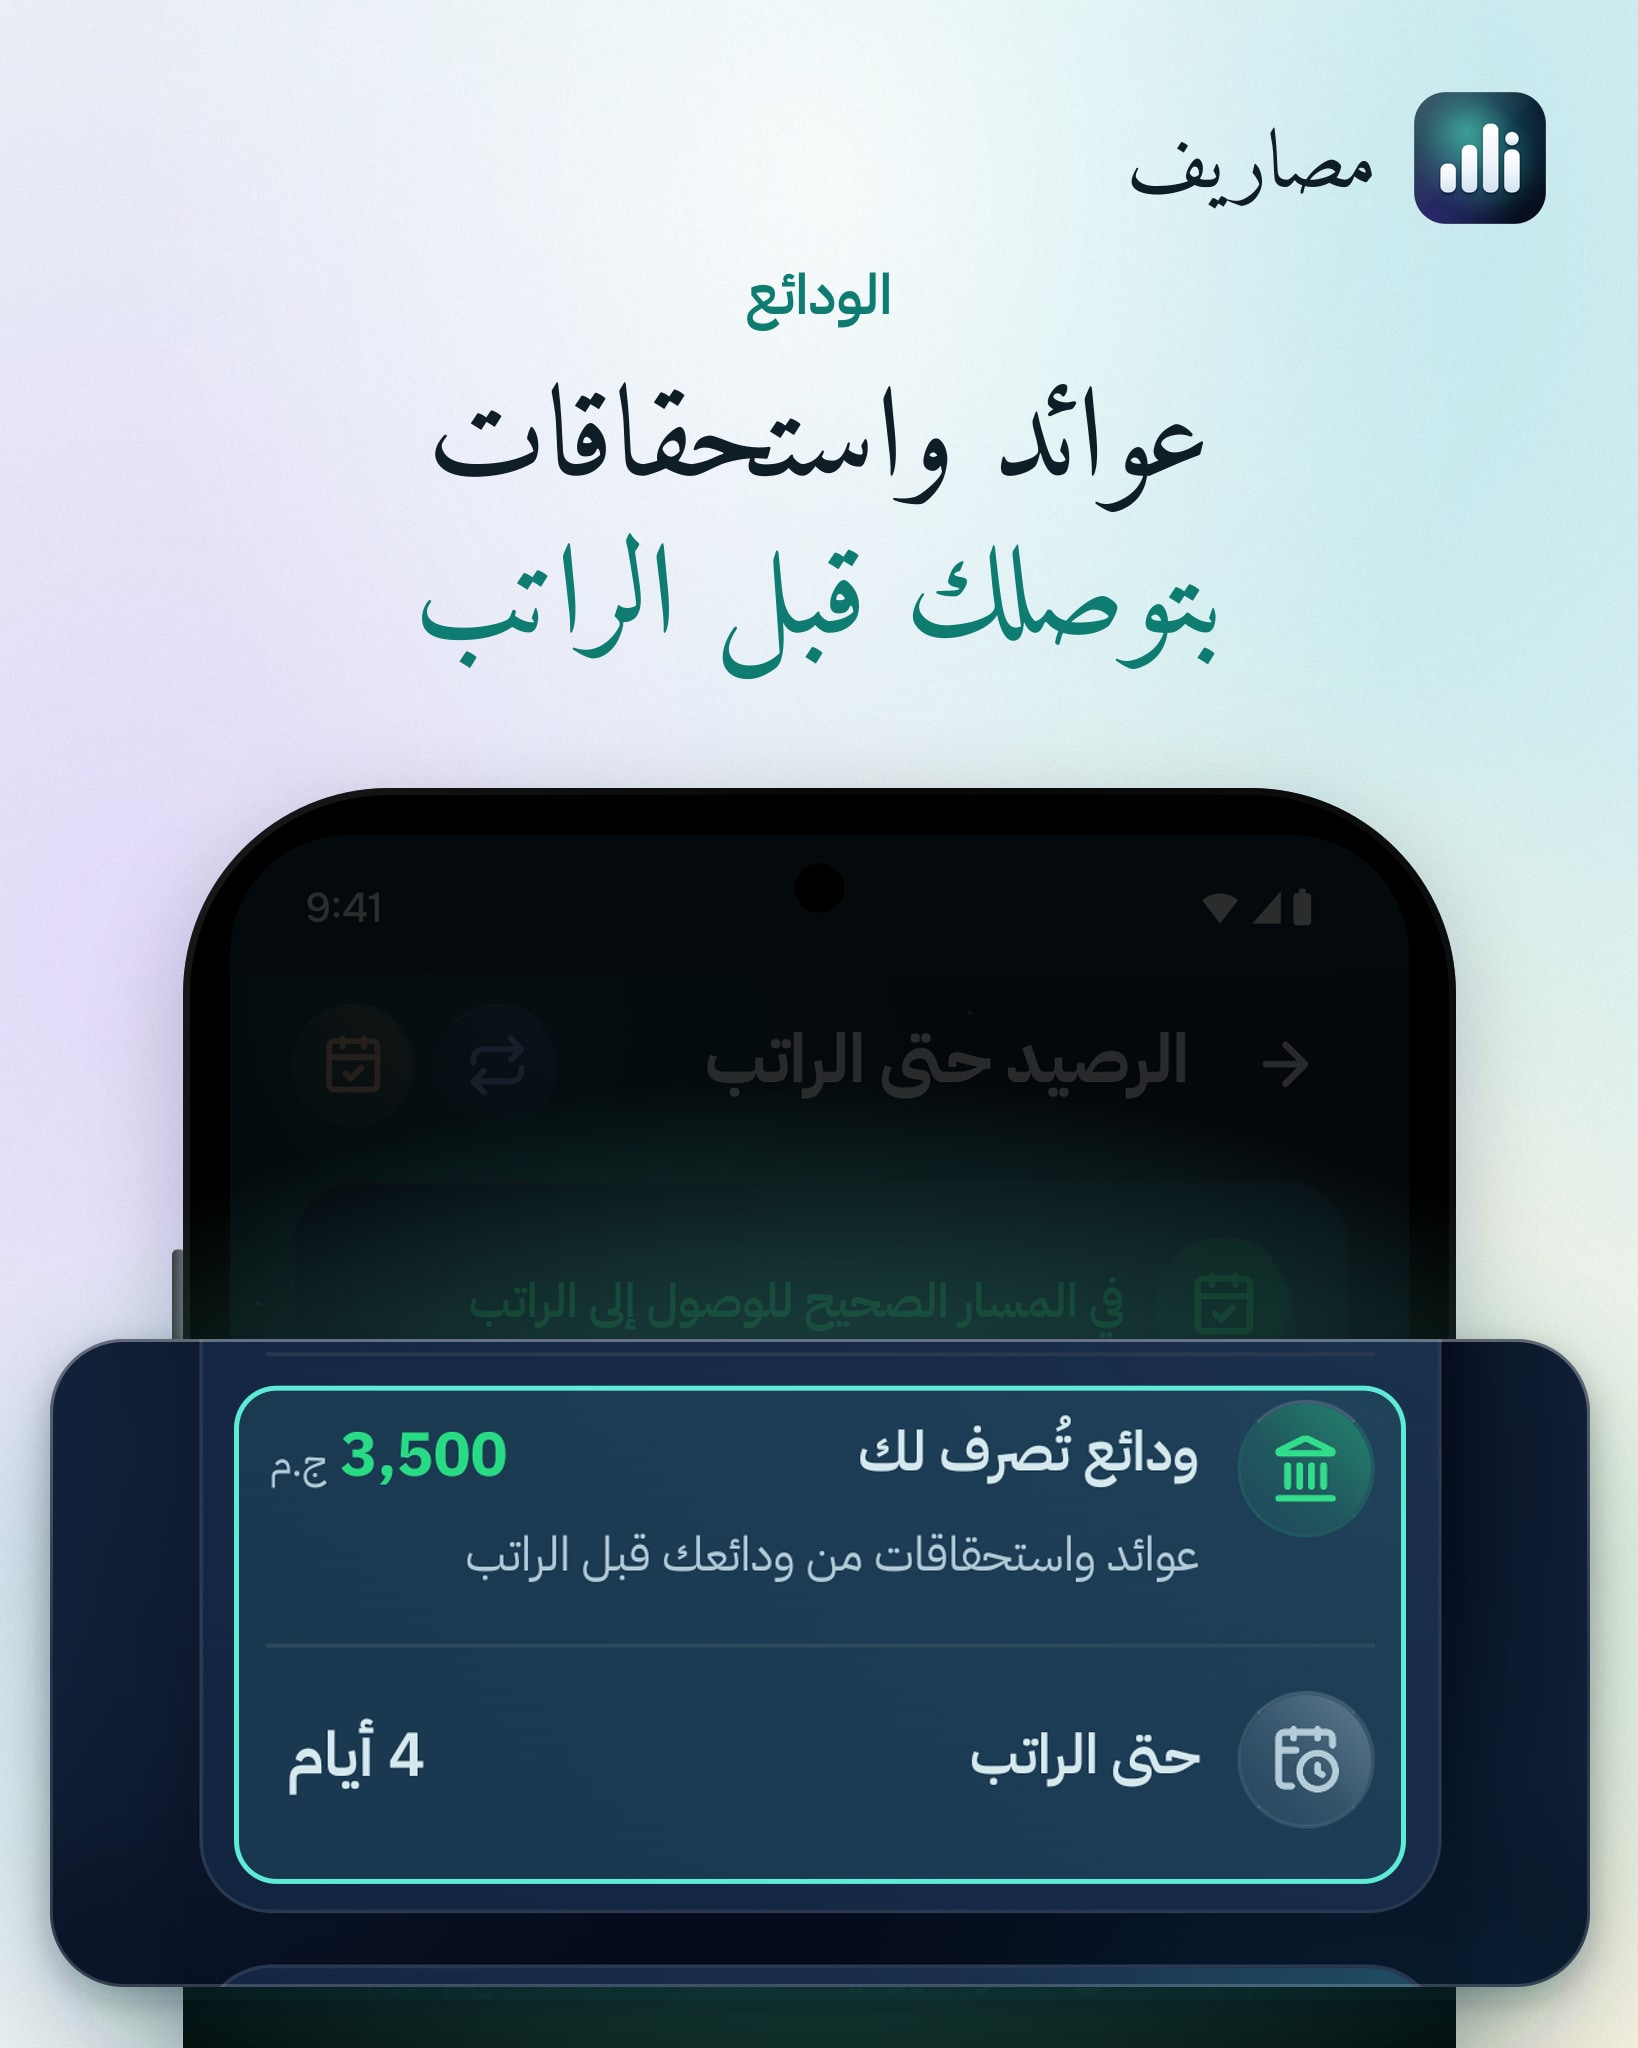 مصاريف
الودائع
عوائد واستحقاقات
بتوصلك قبل الراتب
9:41
الرصيد حتى الراتب
في المسار الصحيح للوصول إلى الراتب
ودائع تُصرف لك 3,500 ج.م
عوائد واستحقاقات من ودائعك قبل الراتب
حتى الراتب 4 أيام